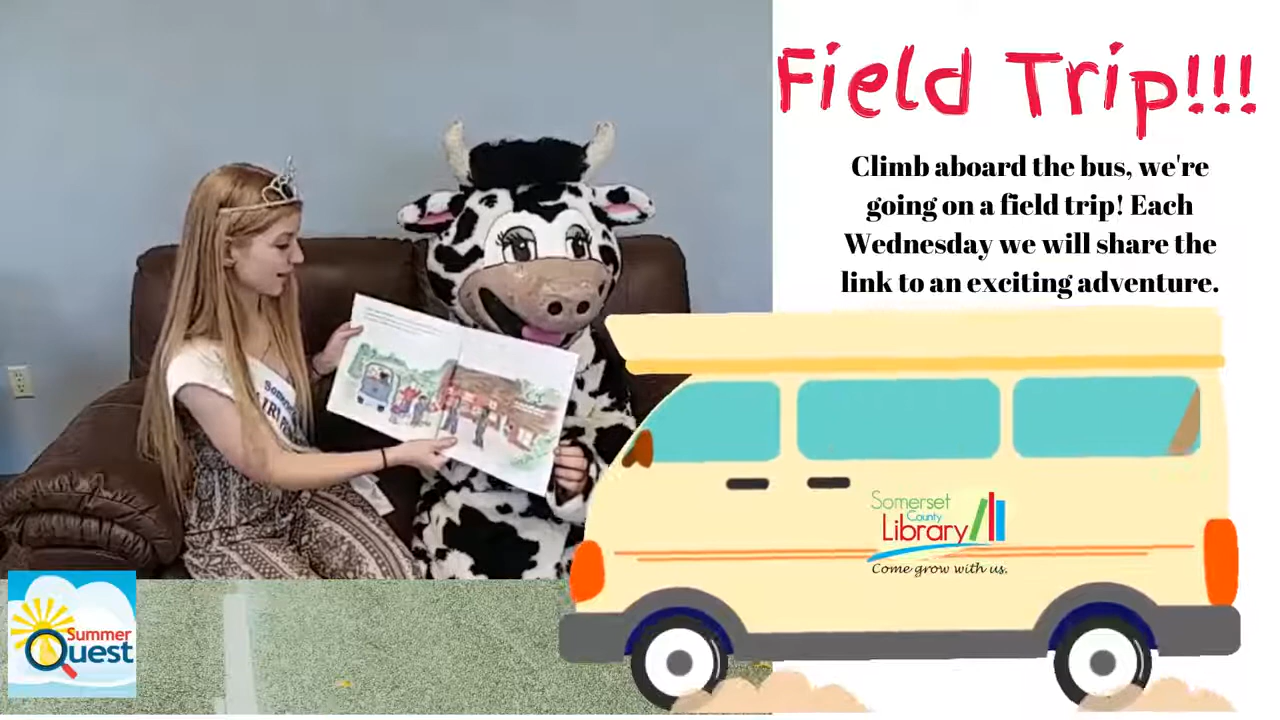 Field Trip!!!
Climb aboard the bus, we're
going on a field trip! Each
Wednesday we will share the
link to an exciting adventure.
Somerset
County
Library
Come grow with us.
Summer
Quest